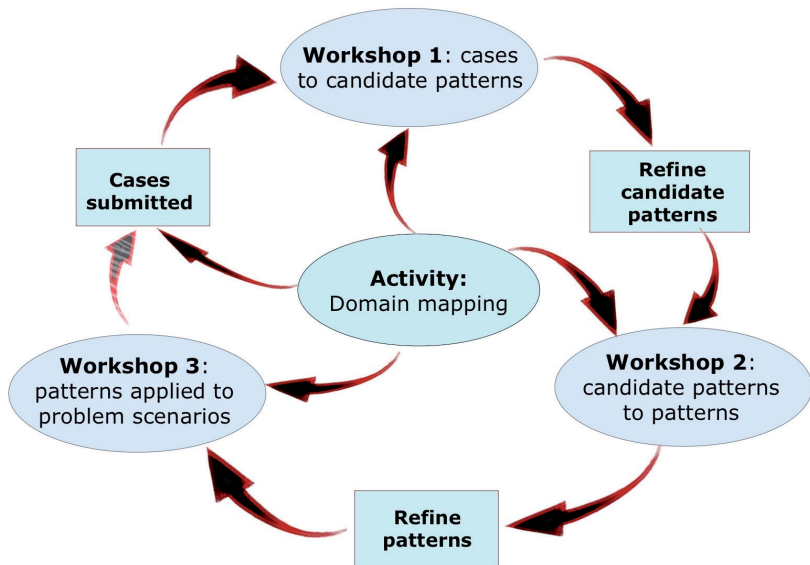 Workshop 1: cases
to candidate patterns
Cases
submitted
Refine
candidate
patterns
Activity:
Domain mapping
Workshop 3:
patterns applied to
problem scenarios
Workshop 2:
candidate patterns
to patterns
Refine
patterns